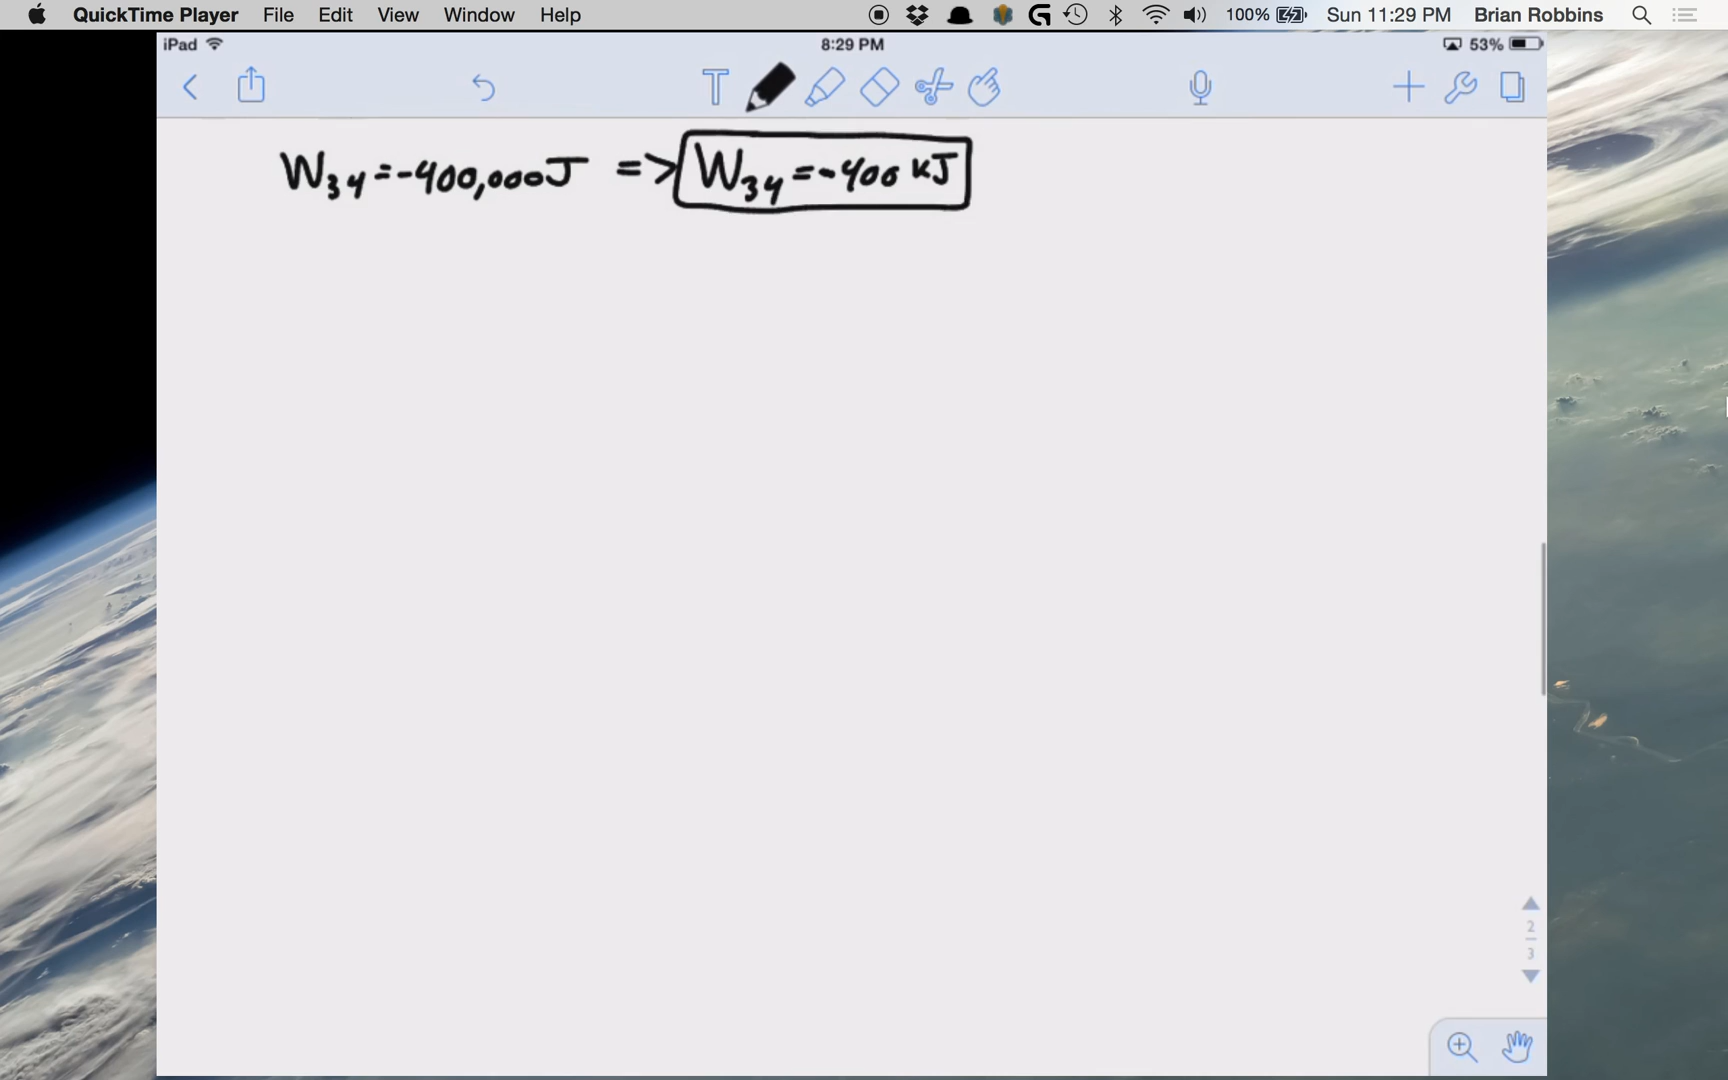 QuickTime Player File Edit View Window Help 100% Sun 11:29 PM Brian Robbins
iPad 8:29 PM 53%
T
W34=-400,000J => W34=-400 kJ
2
3